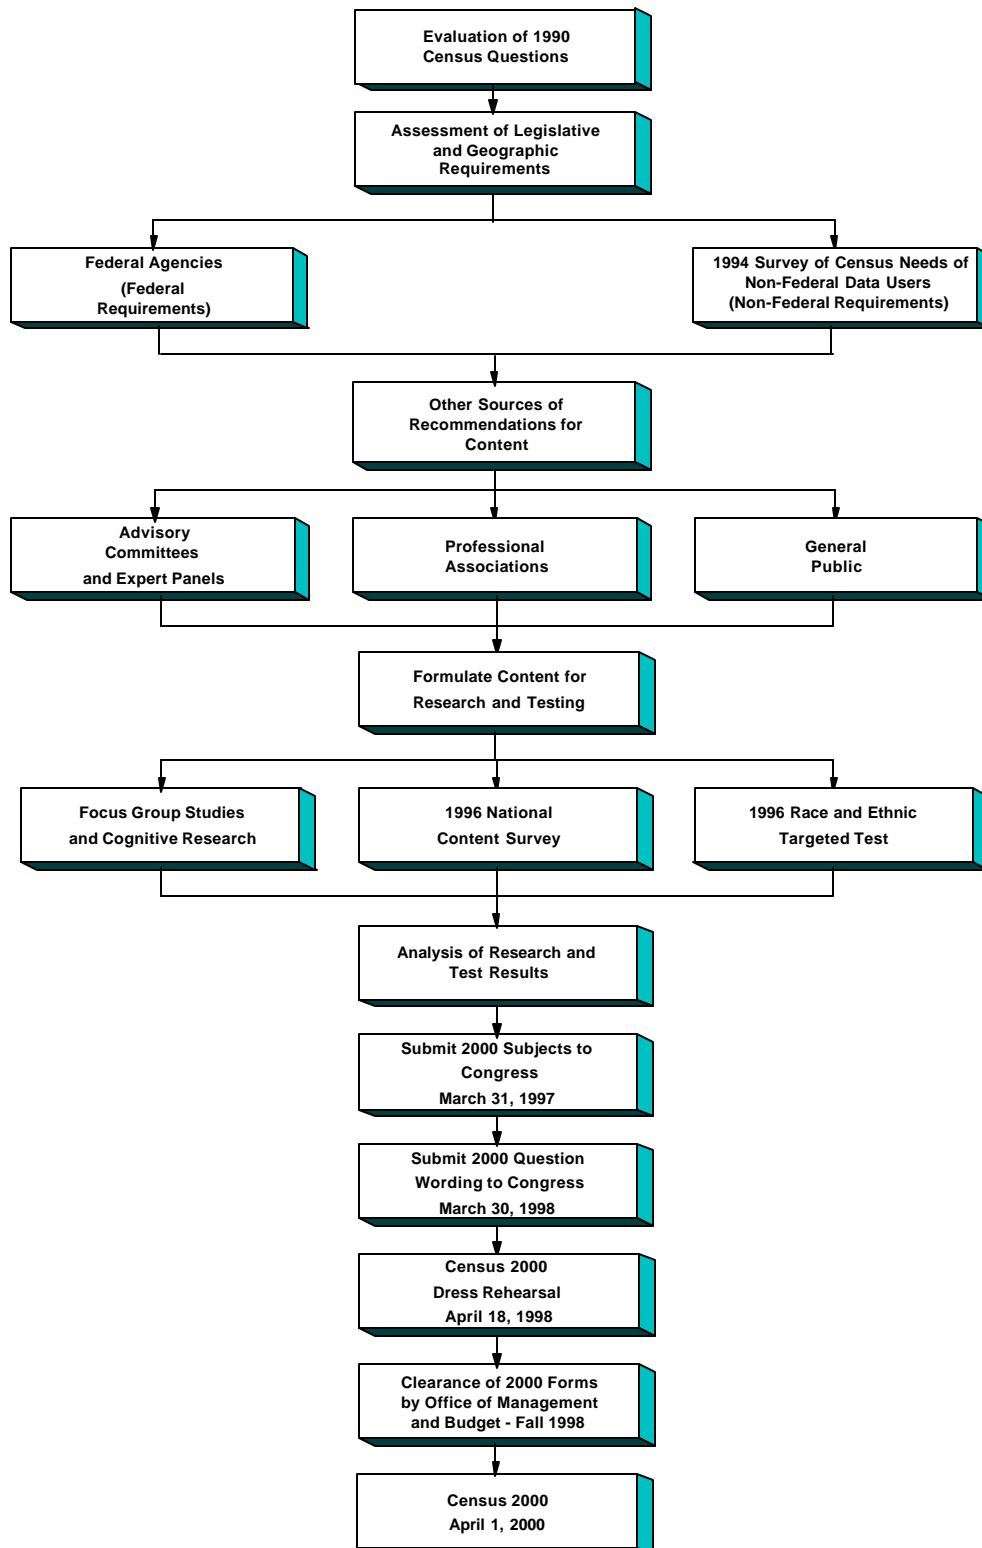 Evaluation of 1990
Census Questions
Assessment of Legislative
and Geographic
Requirements
Federal Agencies
(Federal
Requirements)
1994 Survey of Census Needs of
Non-Federal Data Users
(Non-Federal Requirements)
Other Sources of
Recommendations for
Content
Advisory
Committees
and Expert Panels
Professional
Associations
General
Public
Formulate Content for
Research and Testing
Focus Group Studies
and Cognitive Research
1996 National
Content Survey
1996 Race and Ethnic
Targeted Test
Analysis of Research and
Test Results
Submit 2000 Subjects to
Congress
March 31, 1997
Submit 2000 Question
Wording to Congress
March 30, 1998
Census 2000
Dress Rehearsal
April 18, 1998
Clearance of 2000 Forms
by Office of Management
and Budget - Fall 1998
Census 2000
April 1, 2000